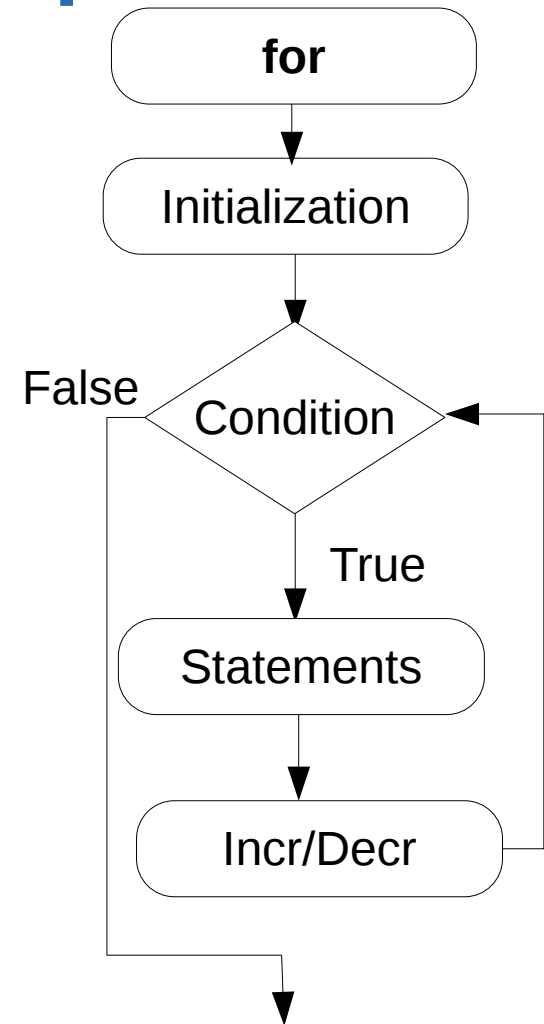 for
Initialization
False
Condition
True
Statements
Incr/Decr